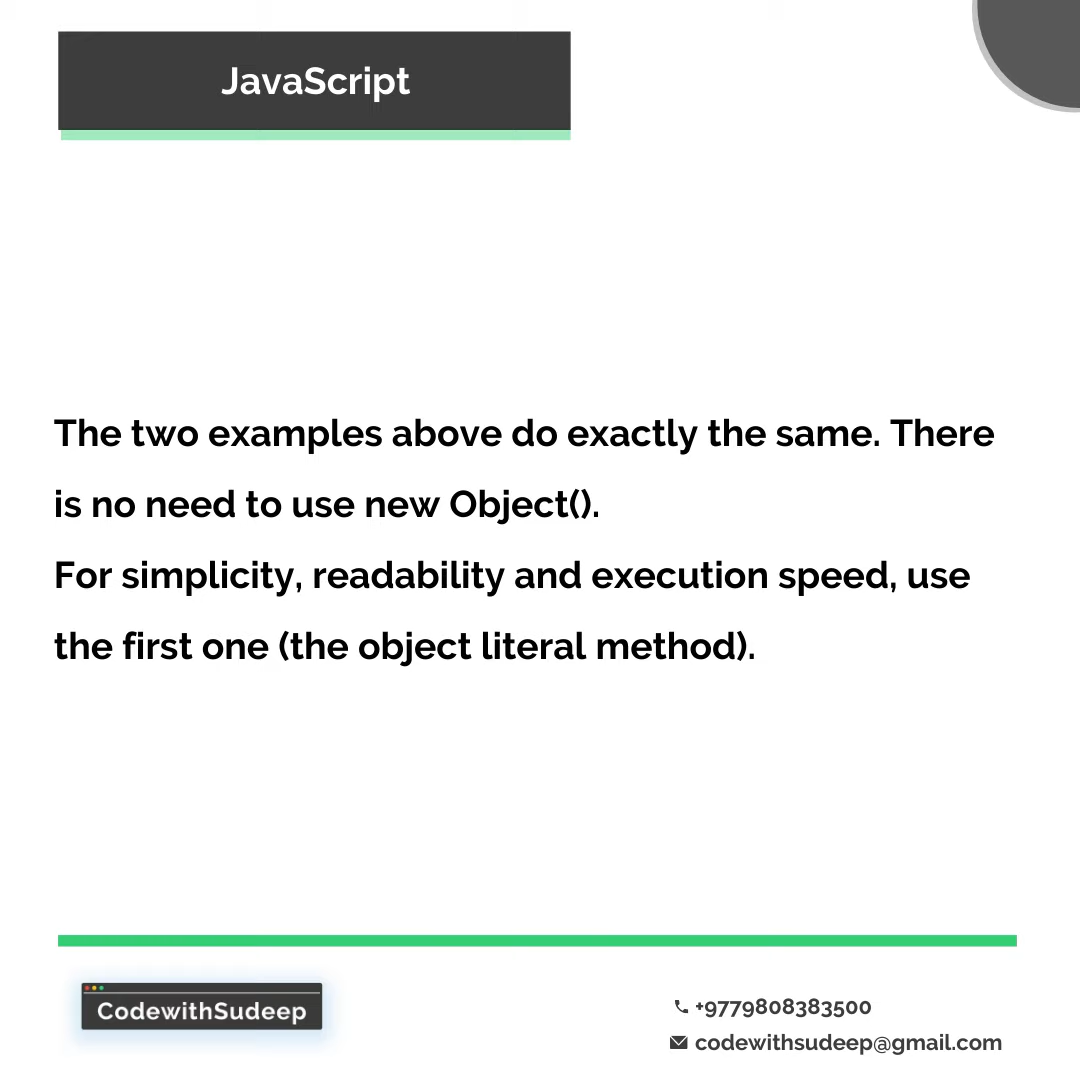 JavaScript
The two examples above do exactly the same. There
is no need to use new Object().
For simplicity, readability and execution speed, use
the first one (the object literal method).
CodewithSudeep
+9779808383500
codewithsudeep@gmail.com